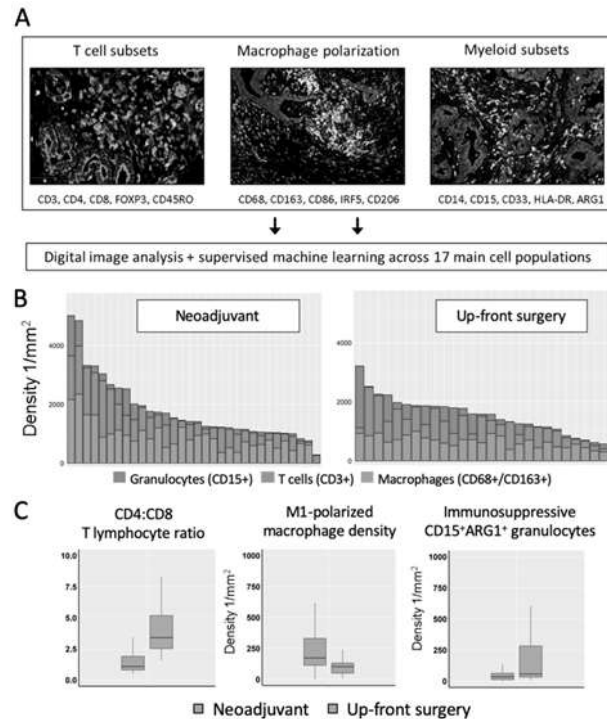 A
T cell subsets
Macrophage polarization
Myeloid subsets
CD3, CD4, CD8, FOXP3, CD45RO
CD68, CD163, CD86, IRF5, CD206
CD14, CD15, CD33, HLA-DR, ARG1
Digital image analysis + supervised machine learning across 17 main cell populations
B
Neoadjuvant
Up-front surgery
Density 1/mm²
4000
2000
0
4000
2000
0
Granulocytes (CD15+)
T cells (CD3+)
Macrophages (CD68+/CD163+)
C
CD4:CD8
T lymphocyte ratio
M1-polarized
macrophage density
Immunosuppressive
CD15⁺ARG1⁺ granulocytes
10.0
7.5
5.0
2.5
0.0
Density 1/mm²
1000
750
500
250
0
Density 1/mm²
1000
750
500
250
0
Neoadjuvant
Up-front surgery